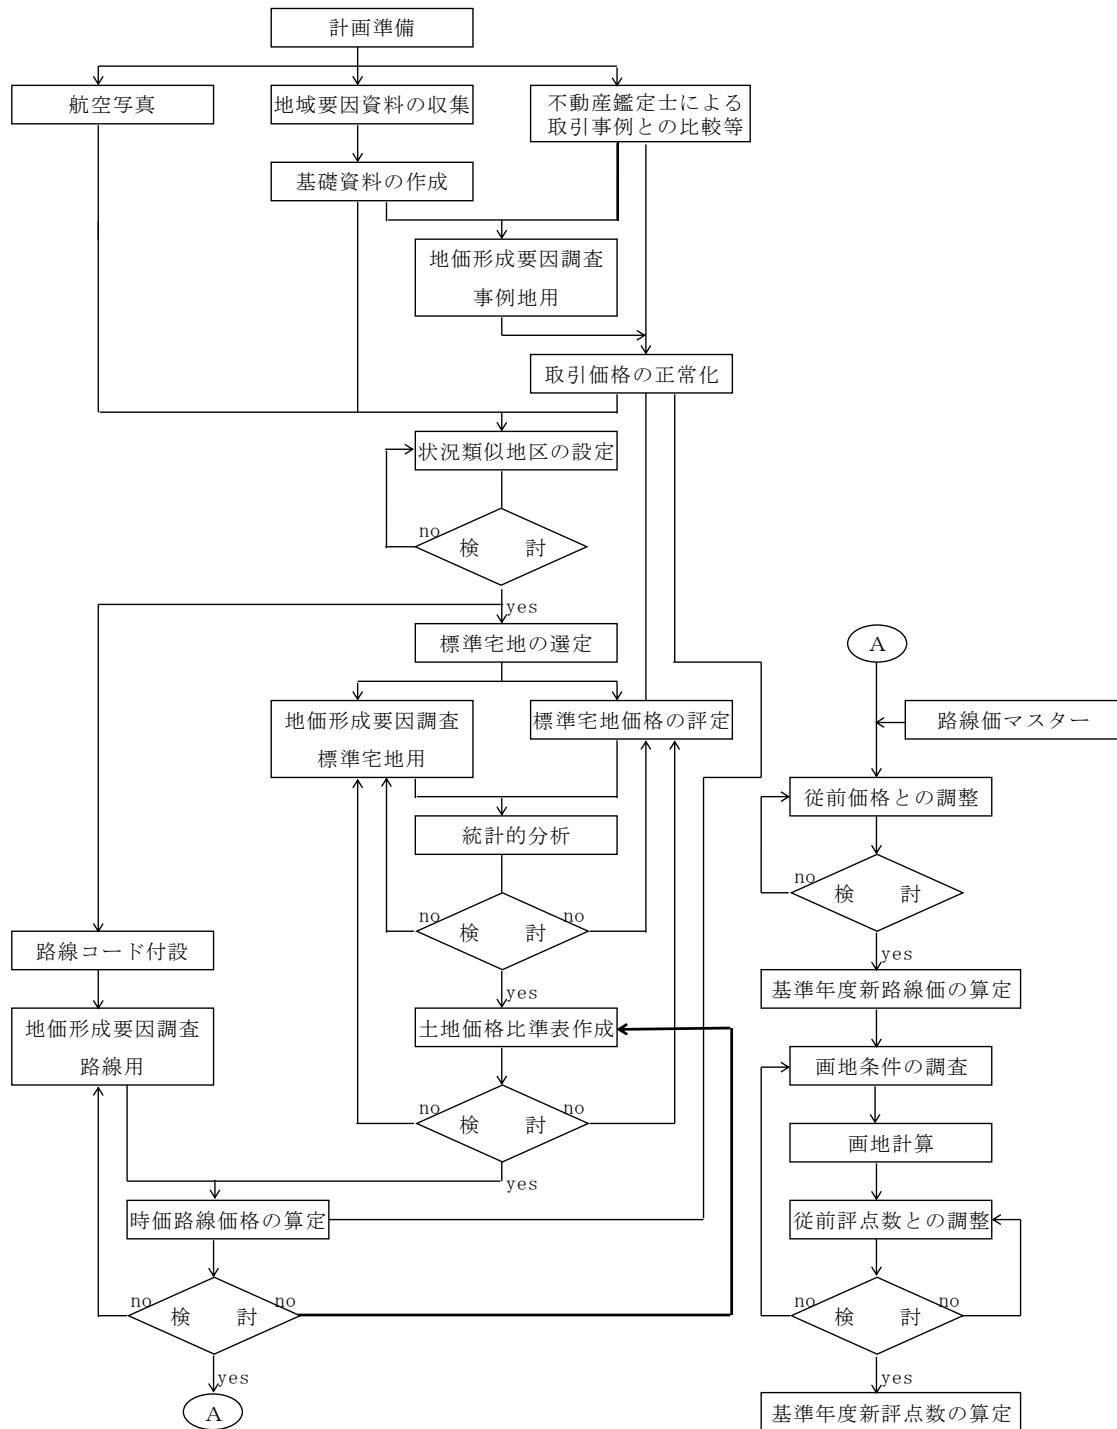 計画準備
航空写真
地域要因資料の収集
不動産鑑定士による
取引事例との比較等
基礎資料の作成
地価形成要因調査
事例地用
取引価格の正常化
状況類似地区の設定
no
検　討
yes
標準宅地の選定
地価形成要因調査
標準宅地用
標準宅地価格の評定
統計的分析
no
検　討
no
yes
路線コード付設
地価形成要因調査
路線用
土地価格比準表作成
no
検　討
no
yes
時価路線価格の算定
no
検　討
no
yes
A
A
路線価マスター
従前価格との調整
no
検　討
yes
基準年度新路線価の算定
画地条件の調査
画地計算
従前評点数との調整
no
検　討
no
yes
基準年度新評点数の算定